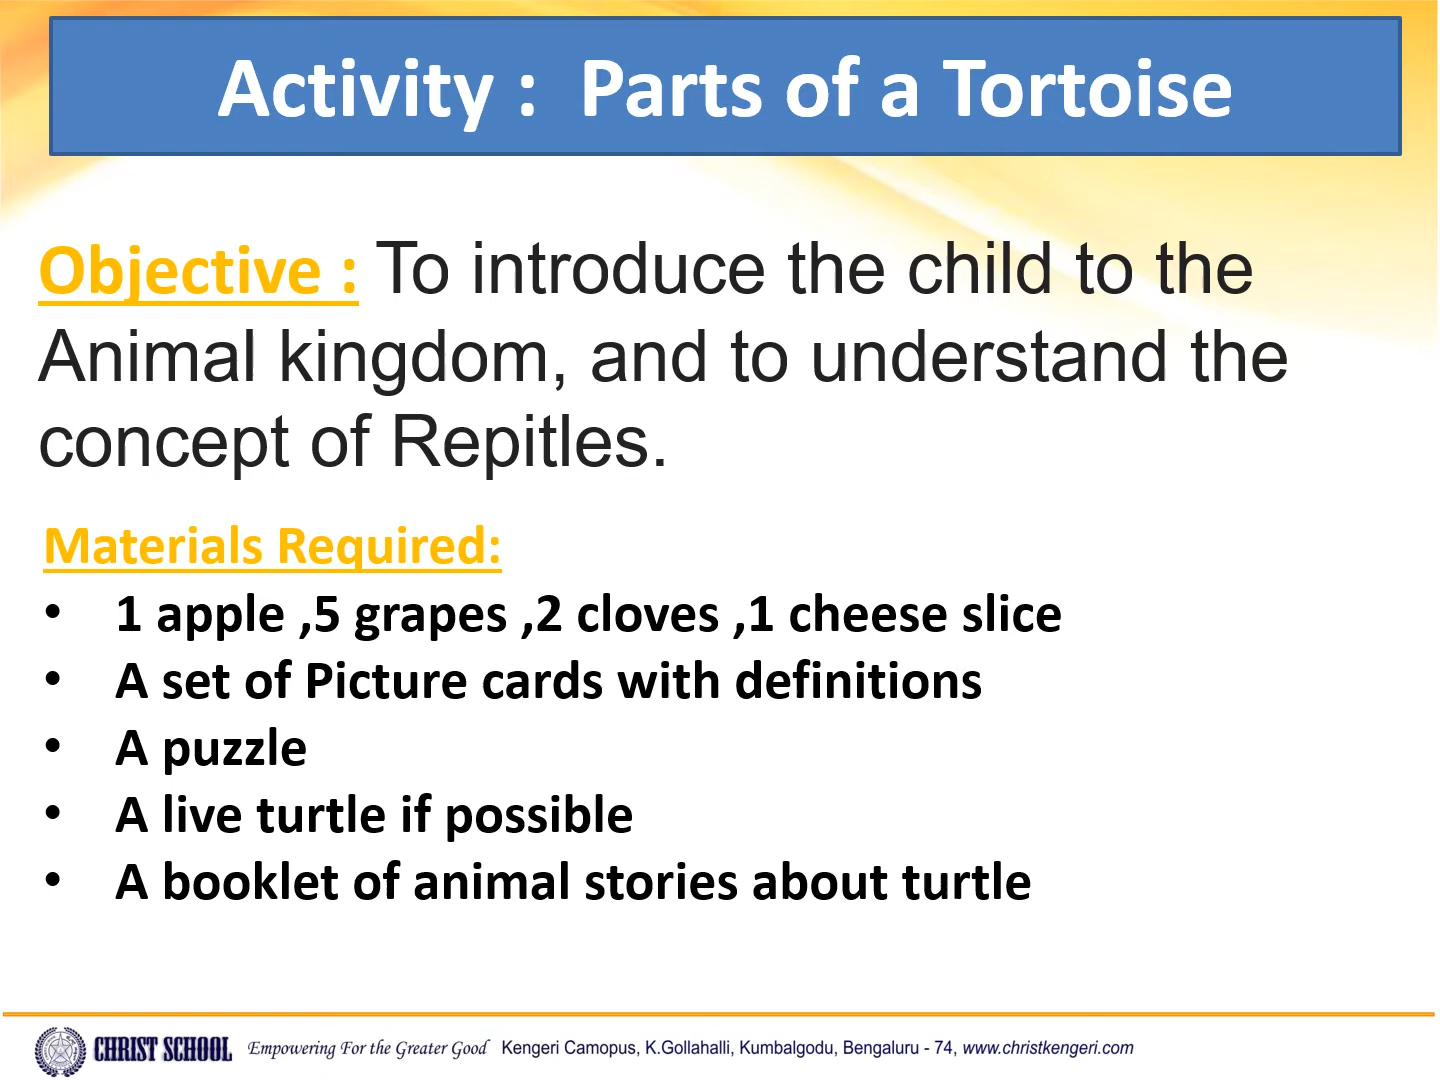 Activity :  Parts of a Tortoise
Objective : To introduce the child to the
Animal kingdom, and to understand the
concept of Repitles.
Materials Required:
• 1 apple ,5 grapes ,2 cloves ,1 cheese slice
• A set of Picture cards with definitions
• A puzzle
• A live turtle if possible
• A booklet of animal stories about turtle
CHRIST SCHOOL Empowering For the Greater Good Kengeri Camopus, K.Gollahalli, Kumbalgodu, Bengaluru - 74, www.christkengeri.com